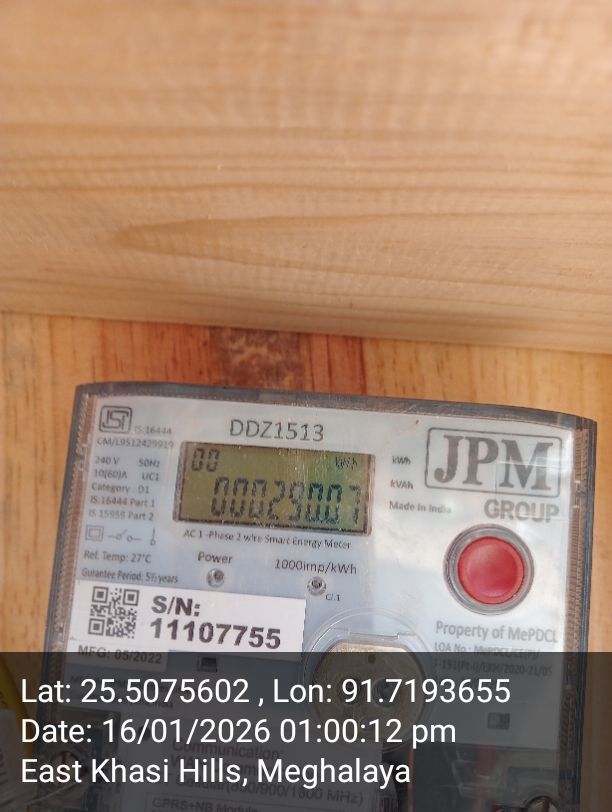 IS:16444
CM/L9512429919
DDZ1513
240 V 50Hz
10(60)A UC1
Category : D1
IS:16444 Part 1
IS 15959 Part 2
00 kWh
00029007
kWh
kVAh
Made in India
JPM
GROUP
AC 1 -Phase 2 wire Smart Energy Meter
Ref. Temp: 27°C
Gurantee Period: 5½ years
Power
1000imp/kWh
C/.1
S/N:
11107755
MFG: 05/2022
Property of MePDCL
Lat: 25.5075602 , Lon: 91.7193655
Date: 16/01/2026 01:00:12 pm
East Khasi Hills, Meghalaya
Communication:
GPRS+NB